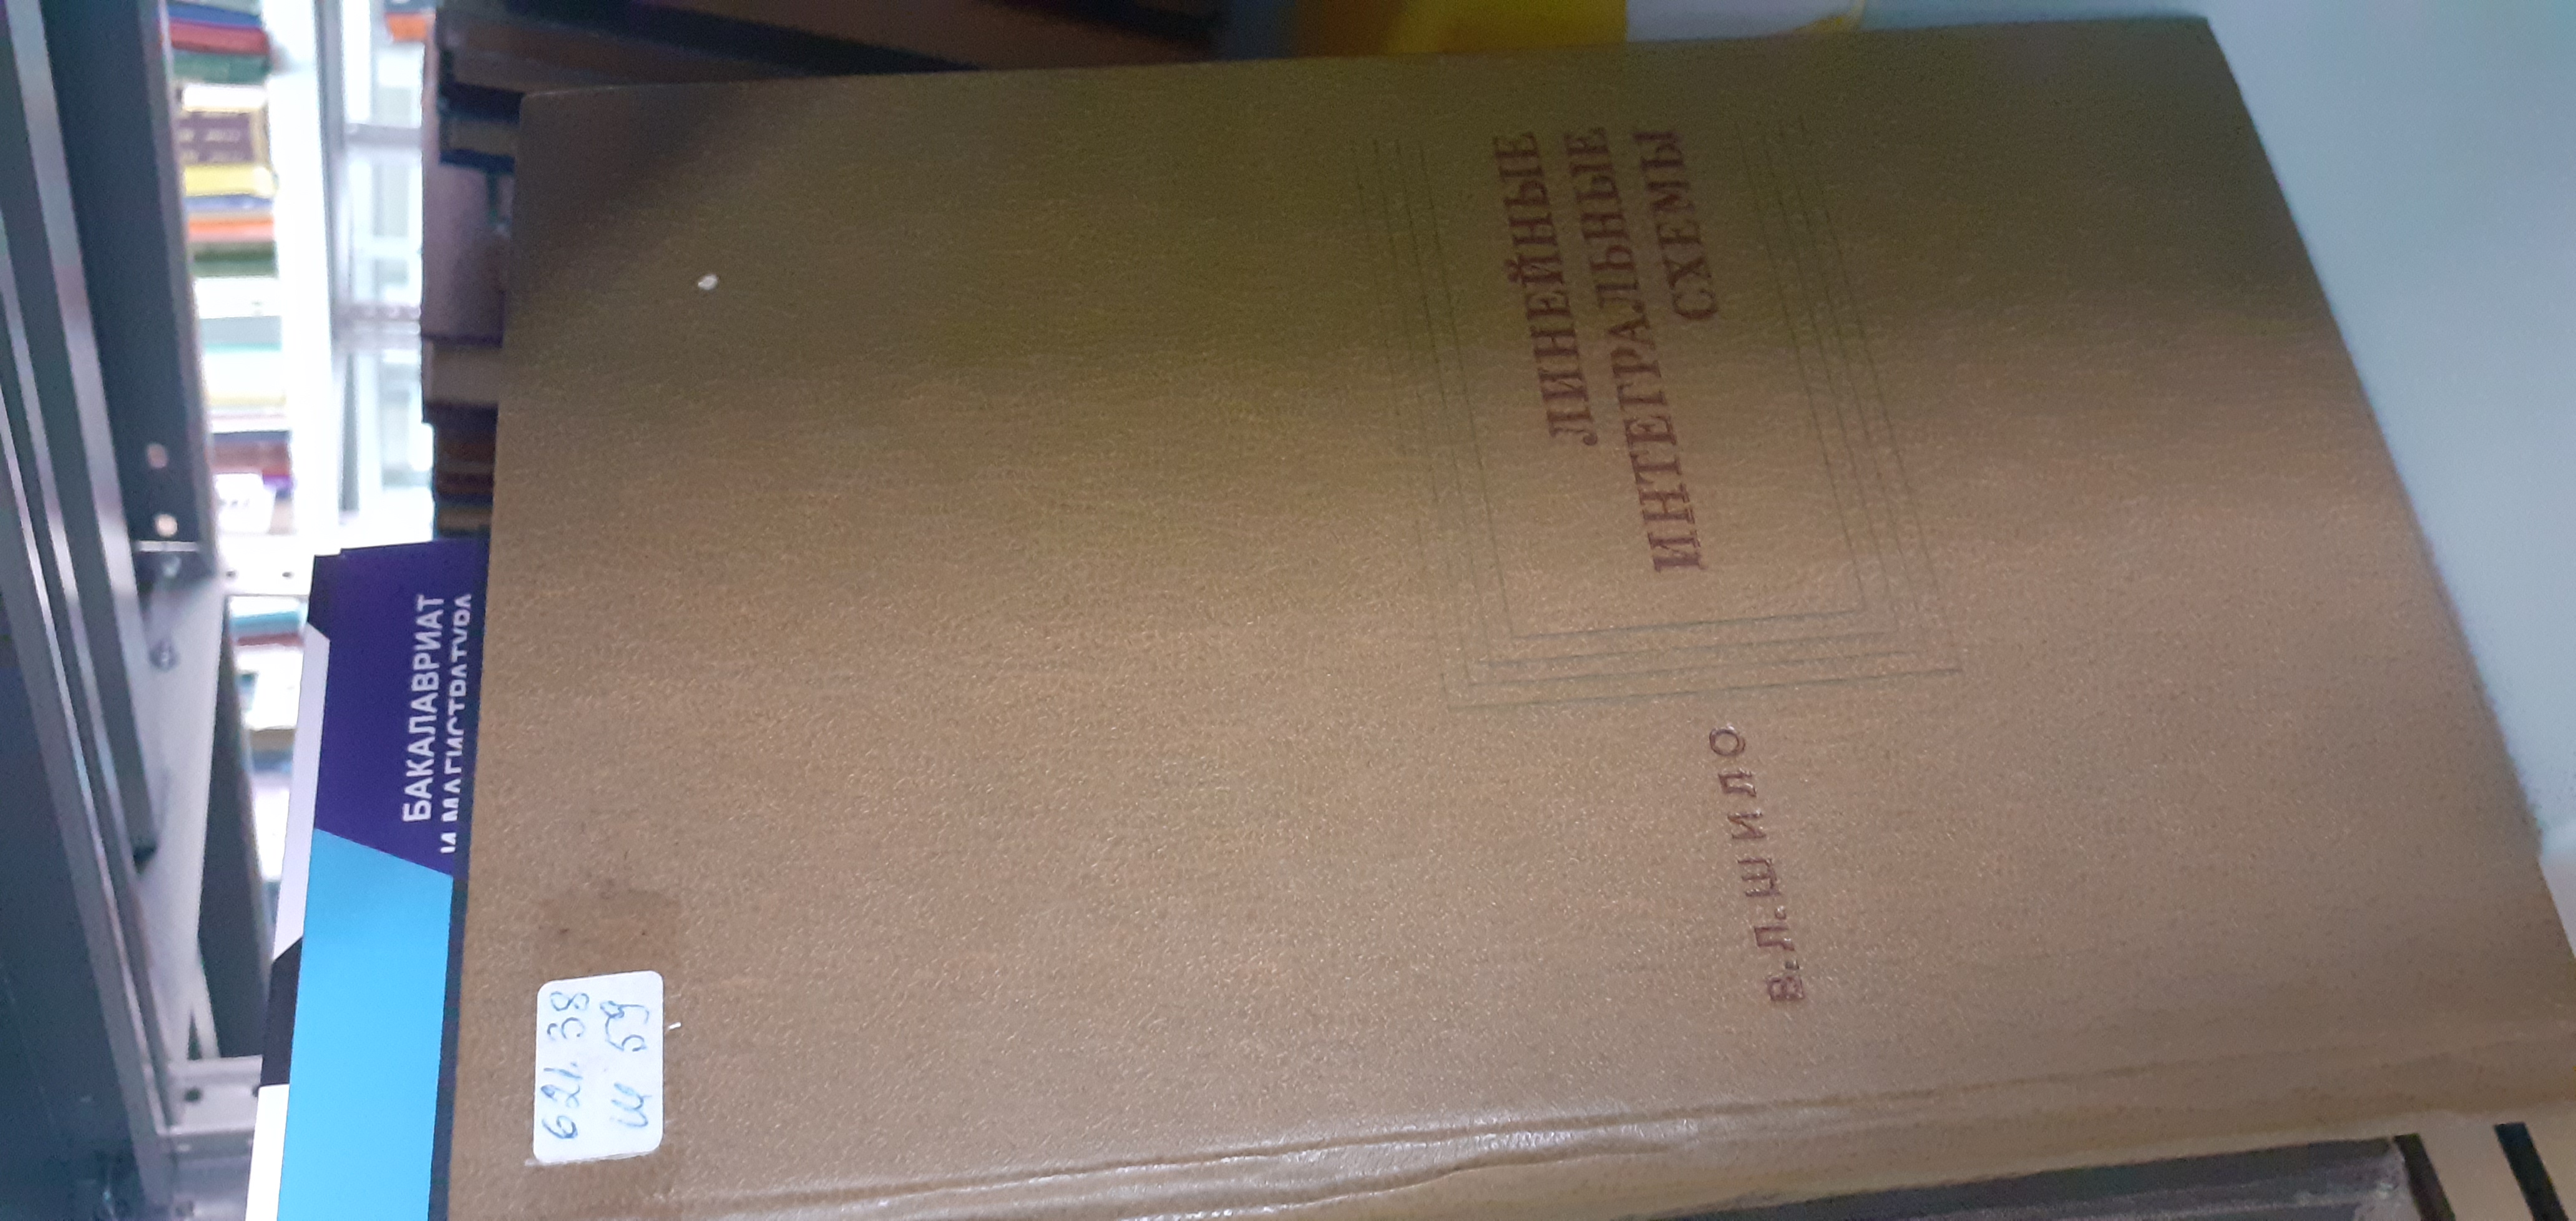 621.38
Ш 59
В.Л.ШИЛО
ЛИНЕЙНЫЕ
ИНТЕГРАЛЬНЫЕ
СХЕМЫ
БАКАЛАВРИАТ
И МАГИСТРАТУРА